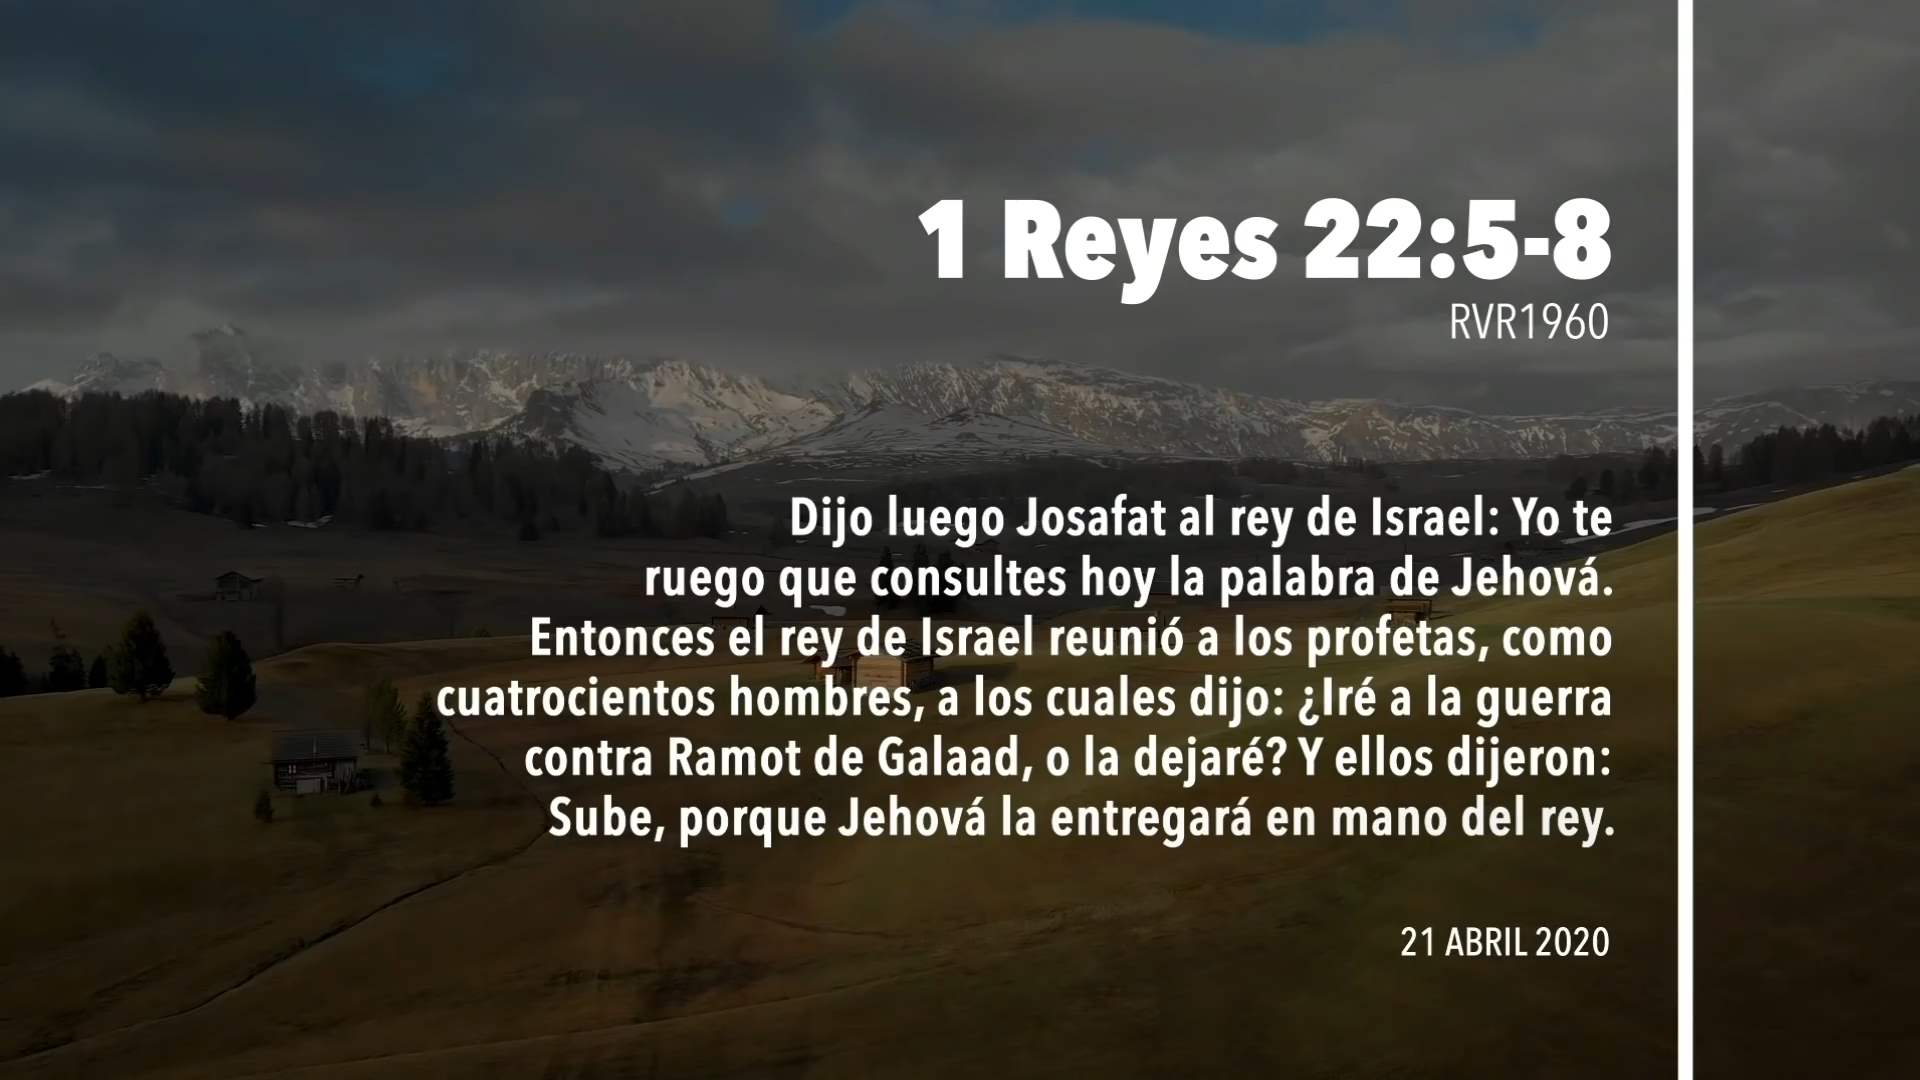 1 Reyes 22:5-8
RVR1960
Dijo luego Josafat al rey de Israel: Yo te
ruego que consultes hoy la palabra de Jehová.
Entonces el rey de Israel reunió a los profetas, como
cuatrocientos hombres, a los cuales dijo: ¿Iré a la guerra
contra Ramot de Galaad, o la dejaré? Y ellos dijeron:
Sube, porque Jehová la entregará en mano del rey.
21 ABRIL 2020